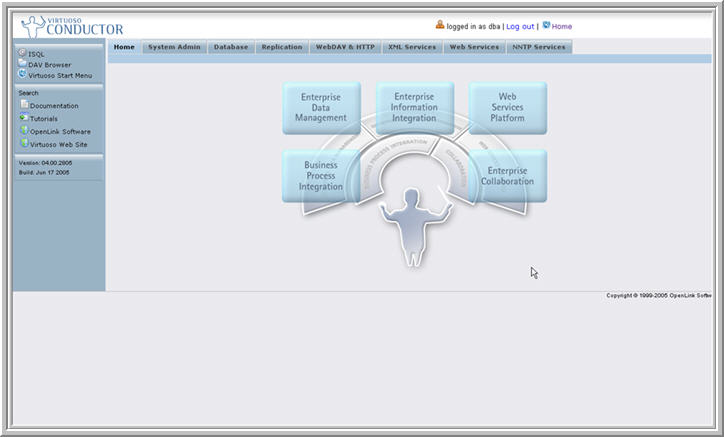 VIRTUOSO
CONDUCTOR
logged in as dba | Log out | Home
Home System Admin Database Replication WebDAV & HTTP XML Services Web Services NNTP Services
ISQL
DAV Browser
Virtuoso Start Menu
Search
Documentation
Tutorials
OpenLink Software
Virtuoso Web Site
Version: 04.00.2805
Build: Jun 17 2005
Enterprise
Data
Management
Enterprise
Information
Integration
Web
Services
Platform
Business
Process
Integration
Enterprise
Collaboration
BUSINESS PROCESS INTEGRATION
COLLABORATION
Copyright © 1999-2005 OpenLink Softw